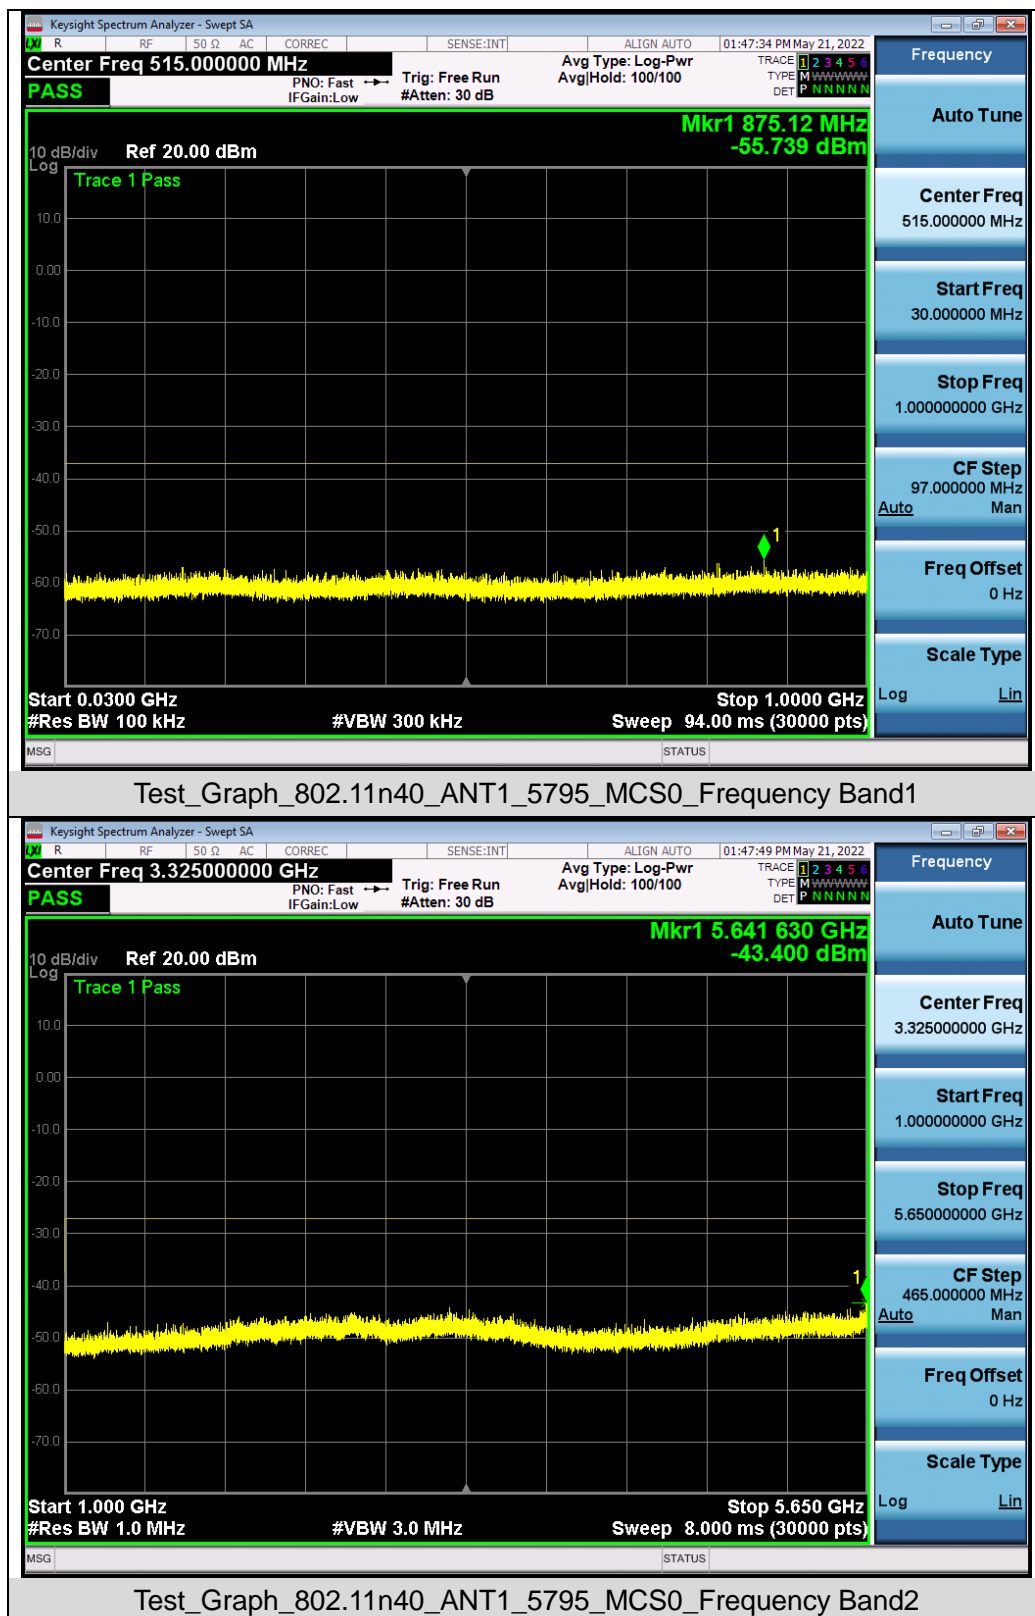 Keysight Spectrum Analyzer - Swept SA
LXI R RF 50 Ω AC CORREC SENSE:INT ALIGN AUTO 01:47:34 PM May 21, 2022
Center Freq 515.000000 MHz
PASS
PNO: Fast
IFGain:Low
Trig: Free Run
#Atten: 30 dB
Avg Type: Log-Pwr
Avg|Hold: 100/100
TRACE 1 2 3 4 5 6
TYPE M WWWWW
DET P N N N N N
Mkr1 875.12 MHz
-55.739 dBm
10 dB/div Ref 20.00 dBm
Log
Trace 1 Pass
10.0
0.00
-10.0
-20.0
-30.0
-40.0
-50.0
1
-60.0
-70.0
Start 0.0300 GHz Stop 1.0000 GHz
#Res BW 100 kHz #VBW 300 kHz Sweep 94.00 ms (30000 pts)
MSG STATUS
Frequency
Auto Tune
Center Freq
515.000000 MHz
Start Freq
30.000000 MHz
Stop Freq
1.000000000 GHz
CF Step
97.000000 MHz
Auto Man
Freq Offset
0 Hz
Scale Type
Log Lin
Test_Graph_802.11n40_ANT1_5795_MCS0_Frequency Band1
Keysight Spectrum Analyzer - Swept SA
LXI R RF 50 Ω AC CORREC SENSE:INT ALIGN AUTO 01:47:49 PM May 21, 2022
Center Freq 3.325000000 GHz
PASS
PNO: Fast
IFGain:Low
Trig: Free Run
#Atten: 30 dB
Avg Type: Log-Pwr
Avg|Hold: 100/100
TRACE 1 2 3 4 5 6
TYPE M WWWWW
DET P N N N N N
Mkr1 5.641 630 GHz
-43.400 dBm
10 dB/div Ref 20.00 dBm
Log
Trace 1 Pass
10.0
0.00
-10.0
-20.0
-30.0
-40.0
1
-50.0
-60.0
-70.0
Start 1.000 GHz Stop 5.650 GHz
#Res BW 1.0 MHz #VBW 3.0 MHz Sweep 8.000 ms (30000 pts)
MSG STATUS
Frequency
Auto Tune
Center Freq
3.325000000 GHz
Start Freq
1.000000000 GHz
Stop Freq
5.650000000 GHz
CF Step
465.000000 MHz
Auto Man
Freq Offset
0 Hz
Scale Type
Log Lin
Test_Graph_802.11n40_ANT1_5795_MCS0_Frequency Band2